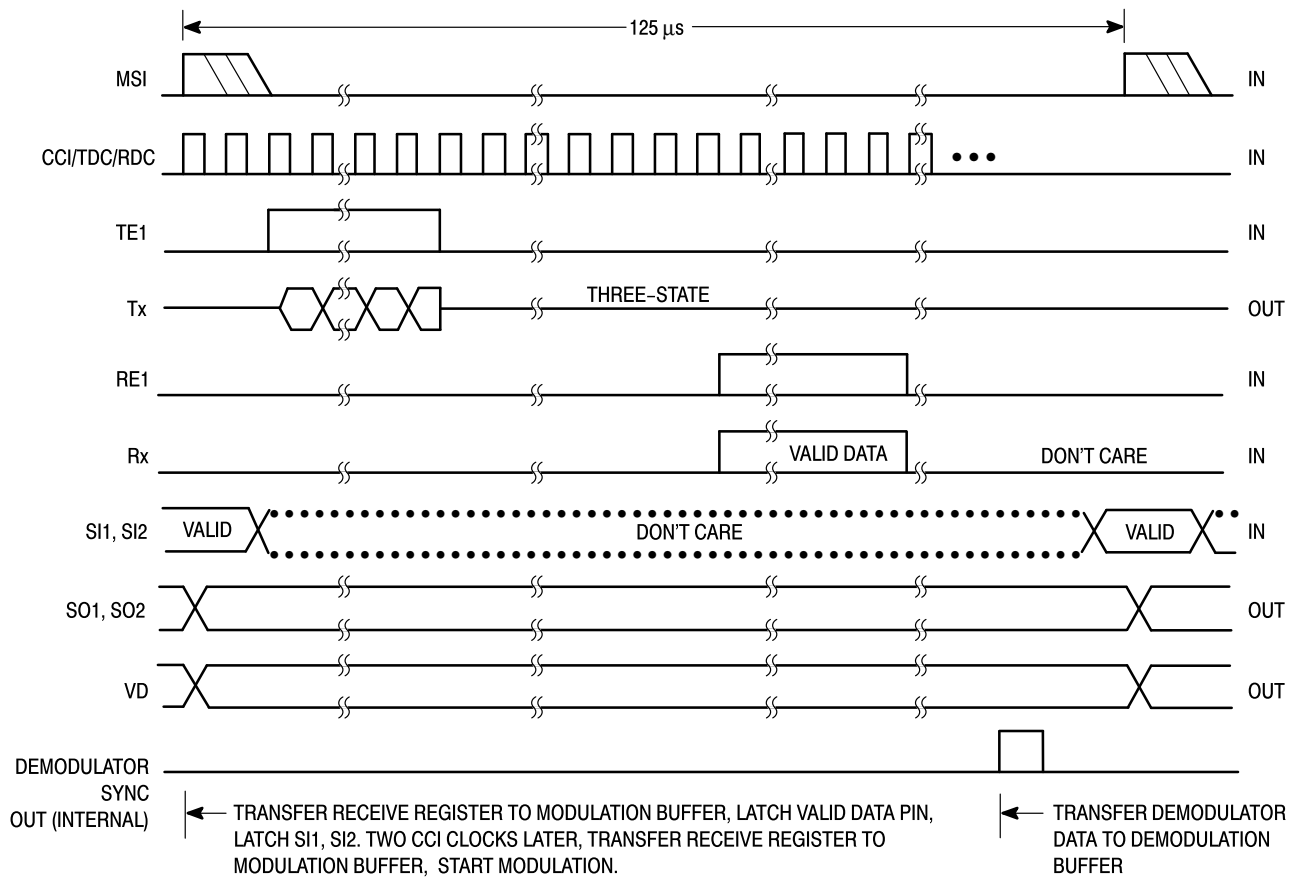 125 μs
MSI IN
CCI/TDC/RDC IN
TE1 IN
Tx THREE–STATE OUT
RE1 IN
Rx VALID DATA DON'T CARE IN
SI1, SI2 VALID DON'T CARE VALID IN
SO1, SO2 OUT
VD OUT
DEMODULATOR
SYNC
OUT (INTERNAL)
TRANSFER RECEIVE REGISTER TO MODULATION BUFFER, LATCH VALID DATA PIN,
LATCH SI1, SI2. TWO CCI CLOCKS LATER, TRANSFER RECEIVE REGISTER TO
MODULATION BUFFER, START MODULATION.
TRANSFER DEMODULATOR
DATA TO DEMODULATION
BUFFER